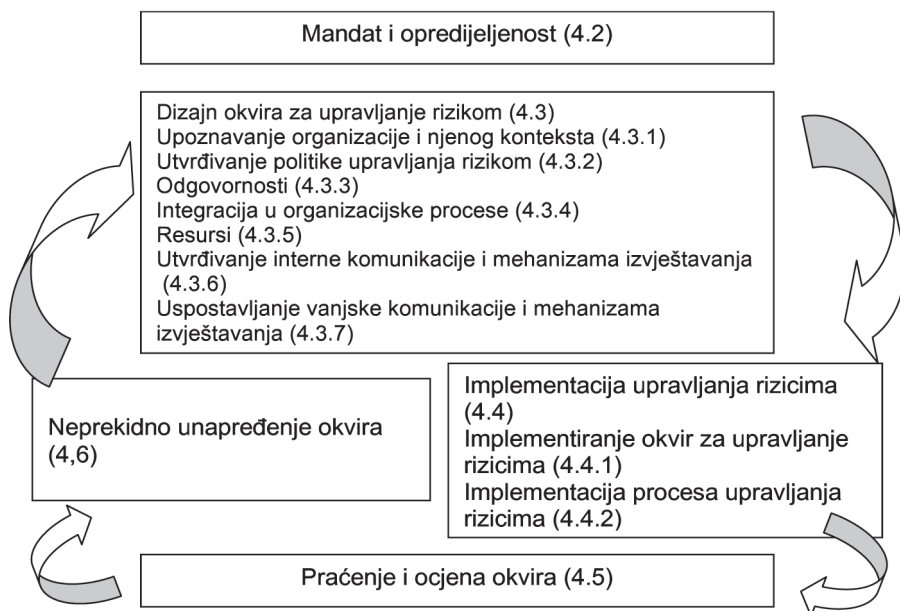 Mandat i opredijeljenost (4.2)
Dizajn okvira za upravljanje rizikom (4.3)
Upoznavanje organizacije i njenog konteksta (4.3.1)
Utvrđivanje politike upravljanja rizikom (4.3.2)
Odgovornosti (4.3.3)
Integracija u organizacijske procese (4.3.4)
Resursi (4.3.5)
Utvrđivanje interne komunikacije i mehanizama izvještavanja
(4.3.6)
Uspostavljanje vanjske komunikacije i mehanizama
izvještavanja (4.3.7)
Neprekidno unapređenje okvira
(4,6)
Implementacija upravljanja rizicima
(4.4)
Implementiranje okvir za upravljanje
rizicima (4.4.1)
Implementacija procesa upravljanja
rizicima (4.4.2)
Praćenje i ocjena okvira (4.5)